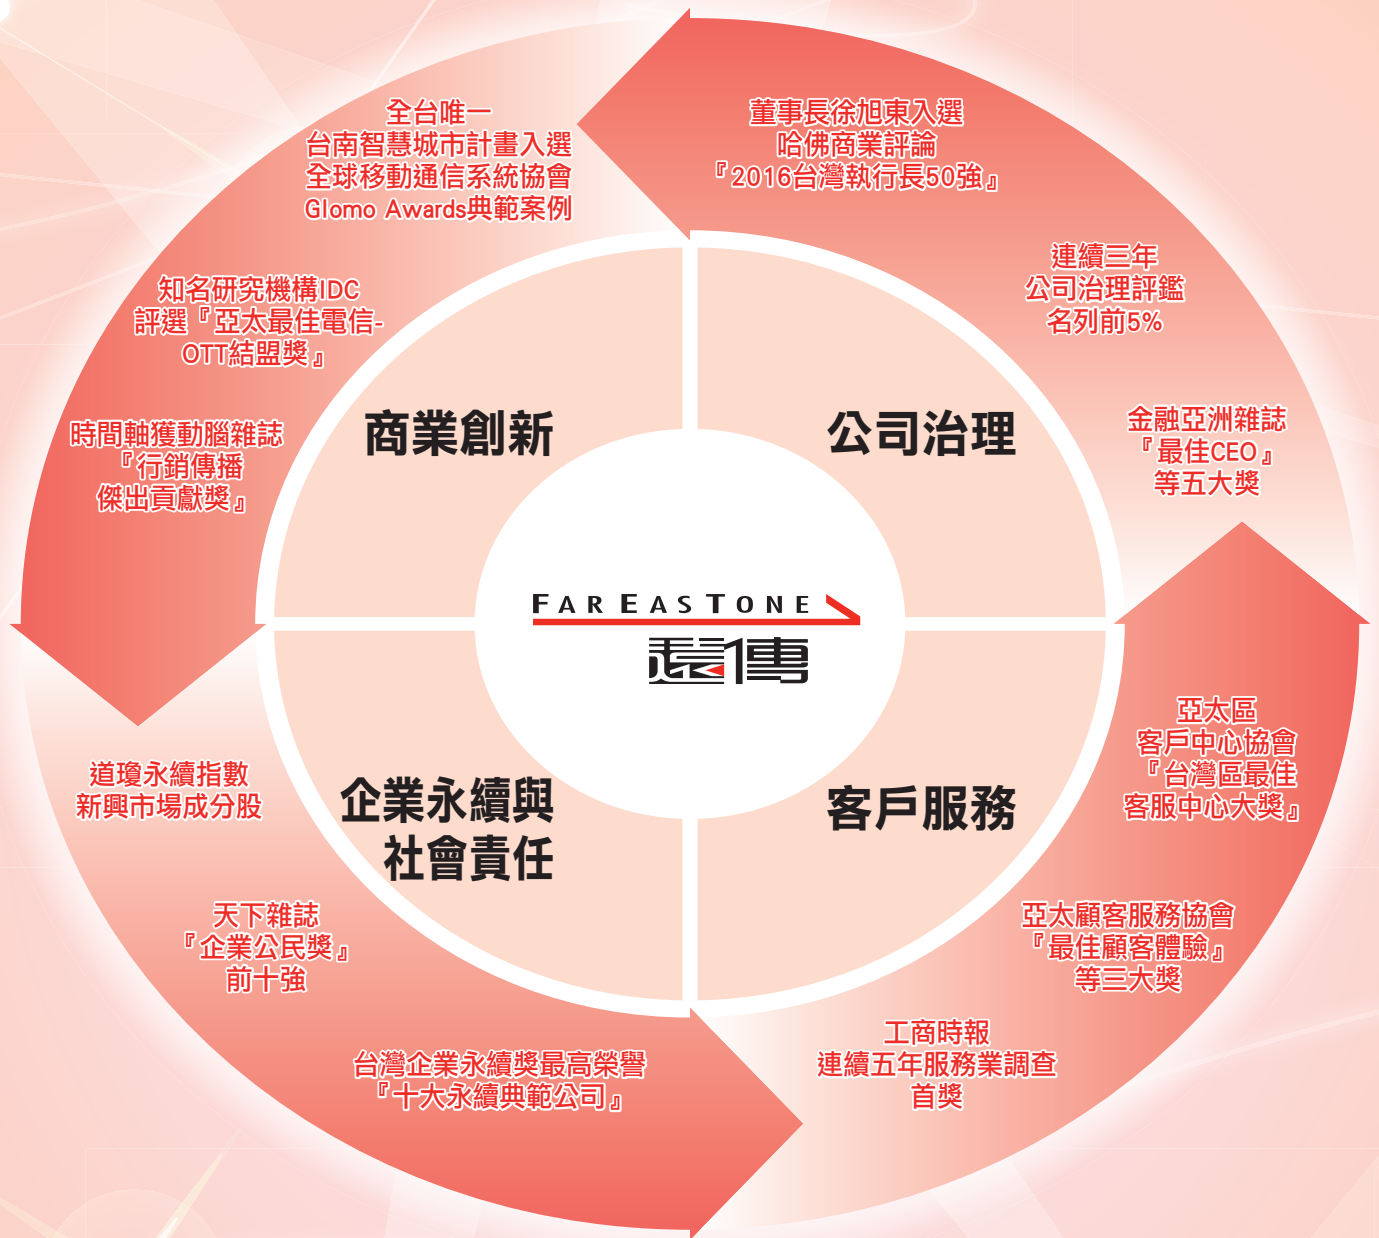 全台唯一
台南智慧城市計畫入選
全球移動通信系統協會
Glomo Awards典範案例
知名研究機構IDC
評選『亞太最佳電信-
OTT結盟獎』
時間軸獲動腦雜誌
『行銷傳播
傑出貢獻獎』
商業創新
董事長徐旭東入選
哈佛商業評論
『2016台灣執行長50強』
連續三年
公司治理評鑑
名列前5%
金融亞洲雜誌
『最佳CEO』
等五大獎
公司治理
FAREASTONE
遠傳
企業永續與
社會責任
道瓊永續指數
新興市場成分股
天下雜誌
『企業公民獎』
前十強
台灣企業永續獎最高榮譽
『十大永續典範公司』
客戶服務
亞太區
客戶中心協會
『台灣區最佳
客服中心大獎』
亞太顧客服務協會
『最佳顧客體驗』
等三大獎
工商時報
連續五年服務業調查
首獎